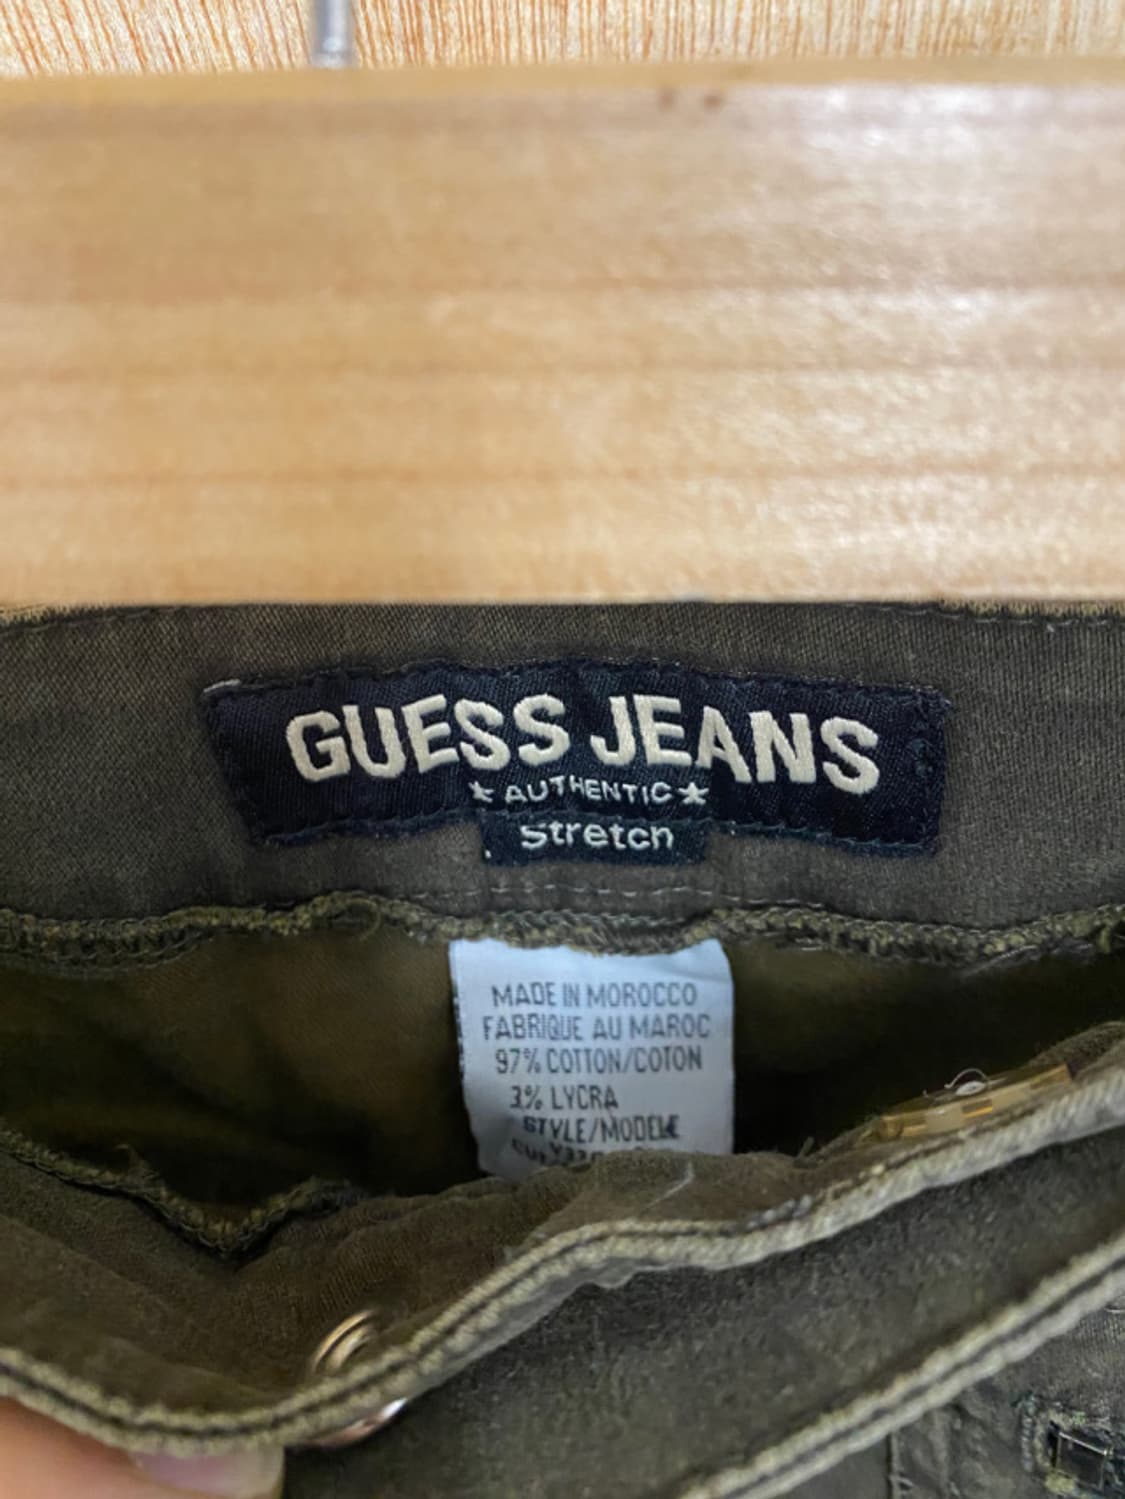 GUESS JEANS
★ AUTHENTIC ★
Stretch
MADE IN MOROCCO
FABRIQUE AU MAROC
97% COTTON/COTON
3% LYCRA
STYLE/MODELE